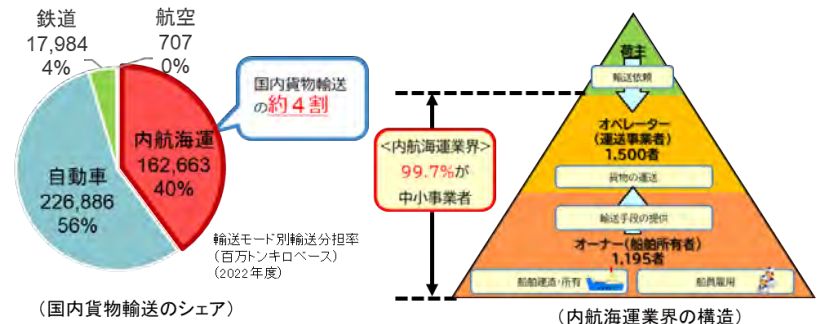 鉄道
17,984
4%
航空
707
0%
内航海運
162,663
40%
自動車
226,886
56%
国内貨物輸送
の約4割
輸送モード別輸送分担率
(百万トンキロベース)
(2022年度)
(国内貨物輸送のシェア)
<内航海運業界>
99.7%が
中小事業者
荷主
輸送依頼
オペレーター
(運送事業者)
1,500者
貨物の運送
輸送手段の提供
オーナー(船舶所有者)
1,195者
船舶建造・所有
船員雇用
(内航海運業界の構造)